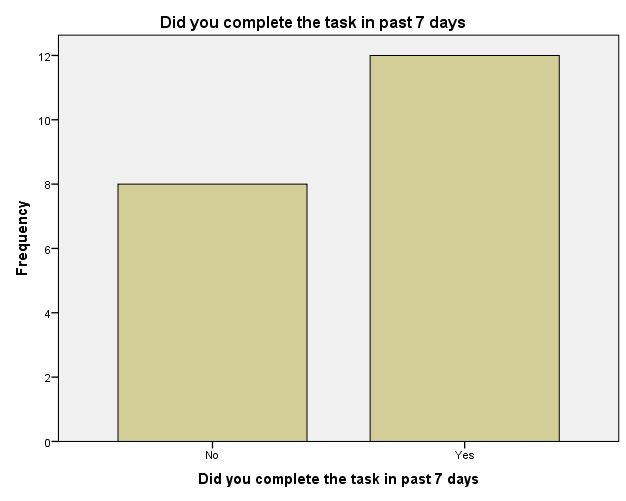 Did you complete the task in past 7 days
12
10
8
6
4
2
0
Frequency
No Yes
Did you complete the task in past 7 days